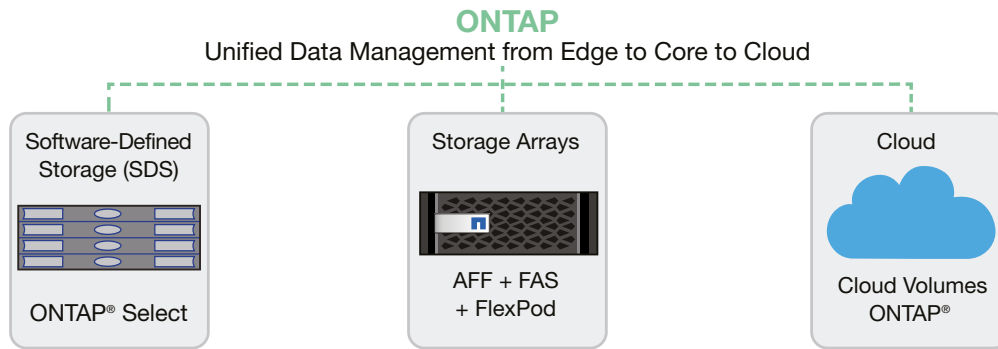 ONTAP
Unified Data Management from Edge to Core to Cloud
Software-Defined
Storage (SDS)
ONTAP® Select
Storage Arrays
AFF + FAS
+ FlexPod
Cloud
Cloud Volumes
ONTAP®